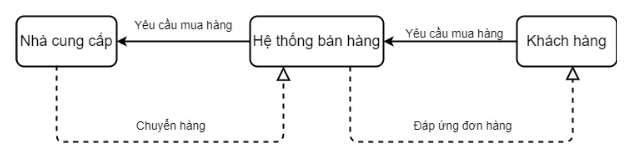 Yêu cầu mua hàng
Yêu cầu mua hàng
Nhà cung cấp
Hệ thống bán hàng
Khách hàng
Chuyển hàng
Đáp ứng đơn hàng